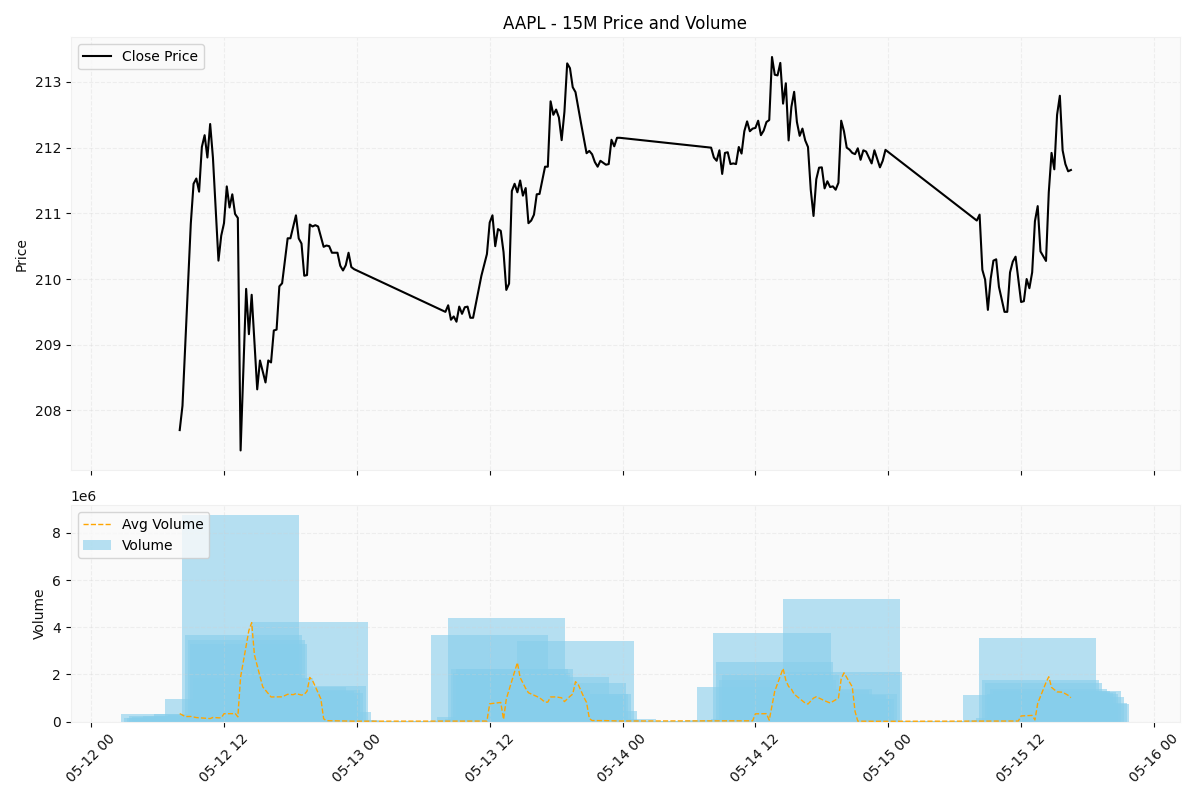 AAPL - 15M Price and Volume
Close Price
Price
213
212
211
210
209
208
1e6
Avg Volume
Volume
Volume
8
6
4
2
0
05-12 00
05-12 12
05-13 00
05-13 12
05-14 00
05-14 12
05-15 00
05-15 12
05-16 00